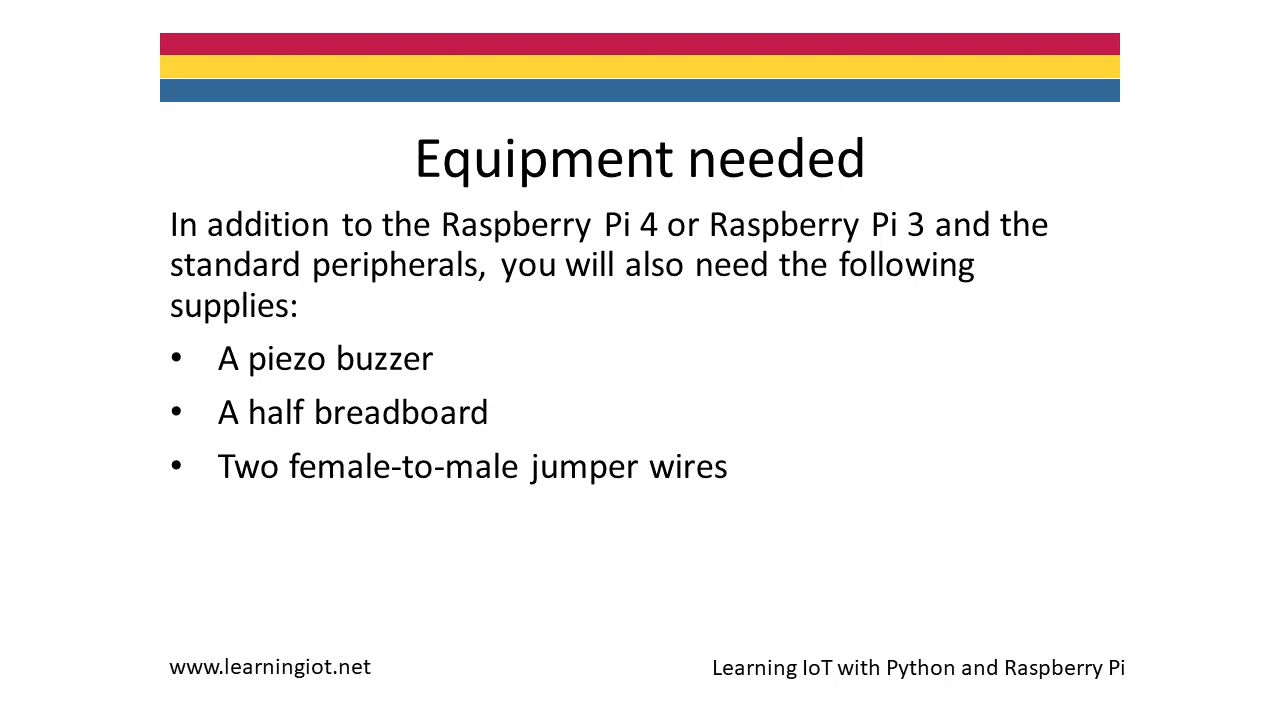 Equipment needed
In addition to the Raspberry Pi 4 or Raspberry Pi 3 and the
standard peripherals, you will also need the following
supplies:
• A piezo buzzer
• A half breadboard
• Two female-to-male jumper wires
www.learningiot.net
Learning IoT with Python and Raspberry Pi